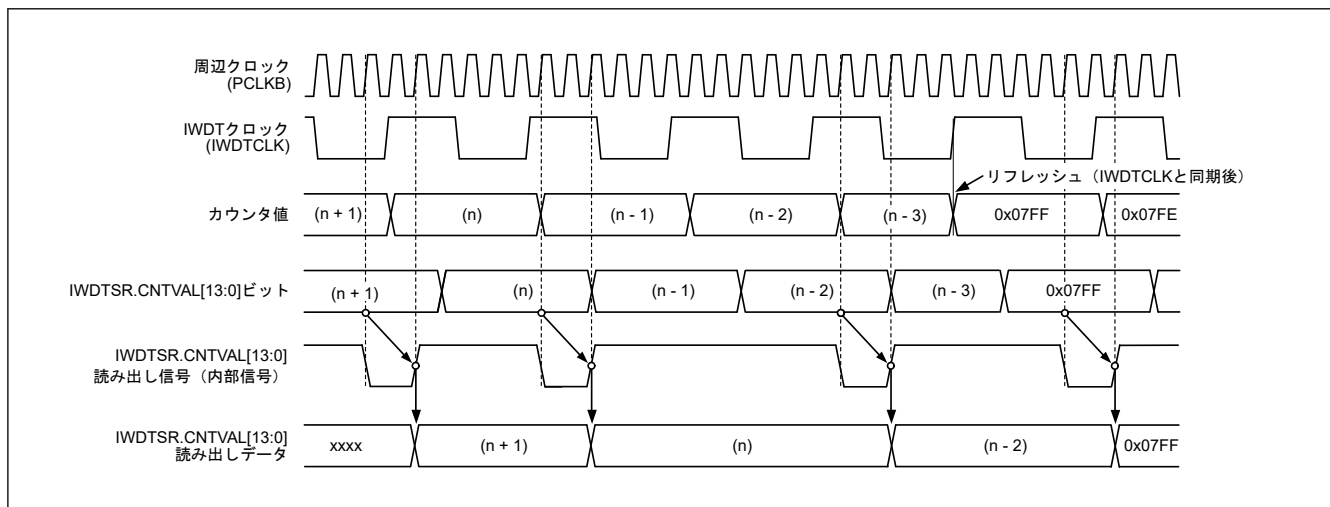 周辺クロック
(PCLKB)
IWDTクロック
(IWDTCLK)
リフレッシュ（IWDTCLKと同期後）
カウンタ値
(n + 1)
(n)
(n - 1)
(n - 2)
(n - 3)
0x07FF
0x07FE
IWDTSR.CNTVAL[13:0]ビット
(n + 1)
(n)
(n - 1)
(n - 2)
(n - 3)
0x07FF
IWDTSR.CNTVAL[13:0]
読み出し信号（内部信号）
IWDTSR.CNTVAL[13:0]
読み出しデータ
xxxx
(n + 1)
(n)
(n - 2)
0x07FF